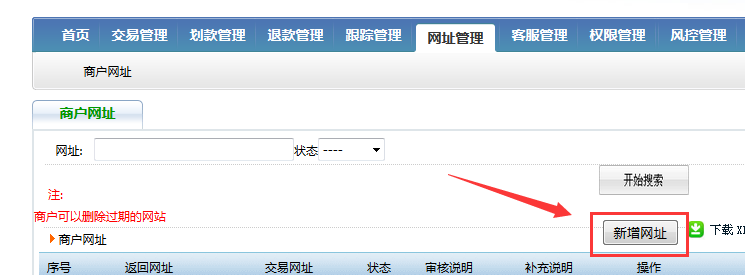 首页 交易管理 划款管理 退款管理 跟踪管理 网址管理 客服管理 权限管理 风控管理
商户网址
商户网址
网址: 状态 ----
开始搜索
注:
商户可以删除过期的网站
新增网址 下载
商户网址
序号 返回网址 交易网址 状态 审核说明 补充说明 操作